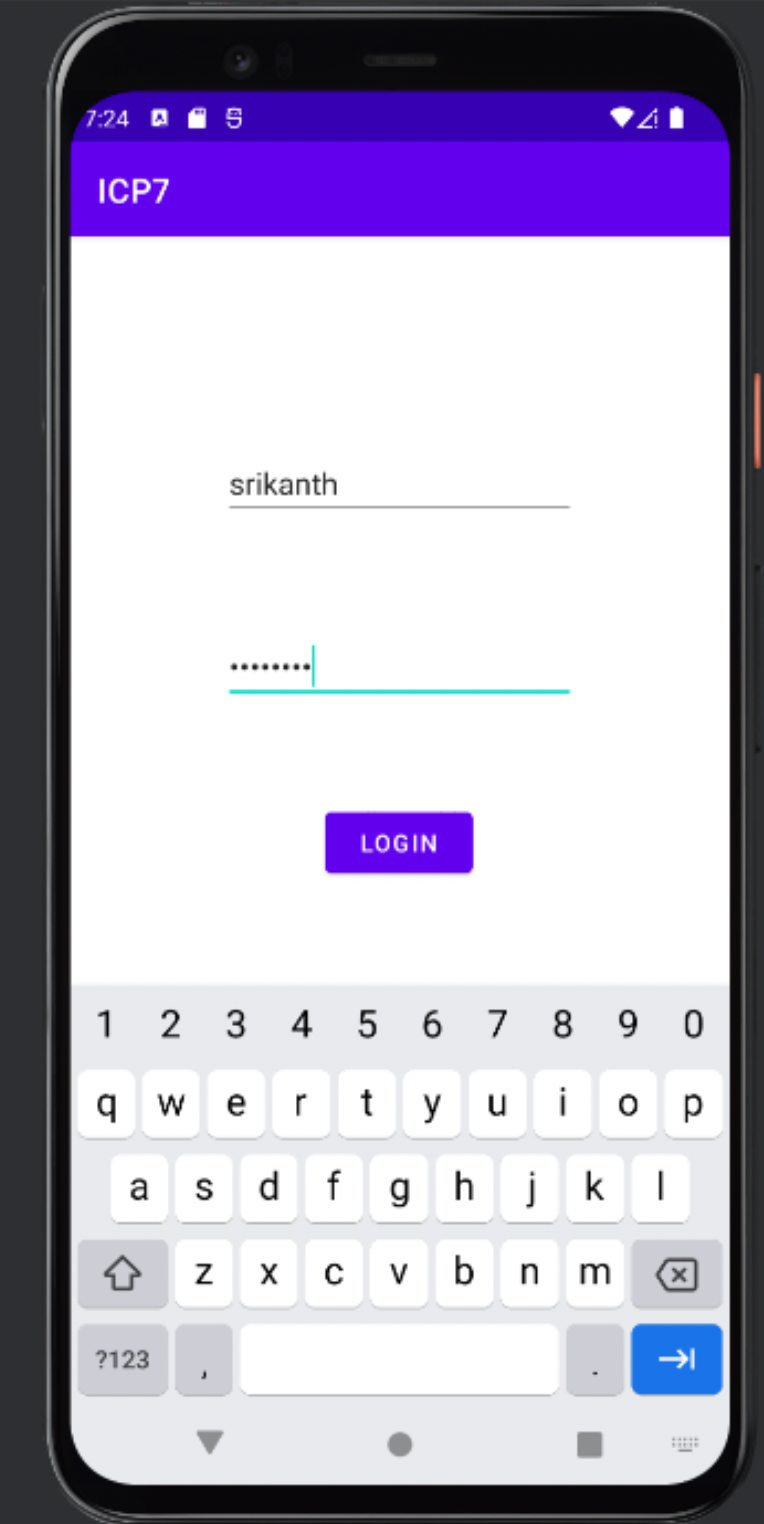 7:24
ICP7
srikanth
••••••••
LOGIN
1 2 3 4 5 6 7 8 9 0
q w e r t y u i o p
a s d f g h j k l
z x c v b n m
?123 , .